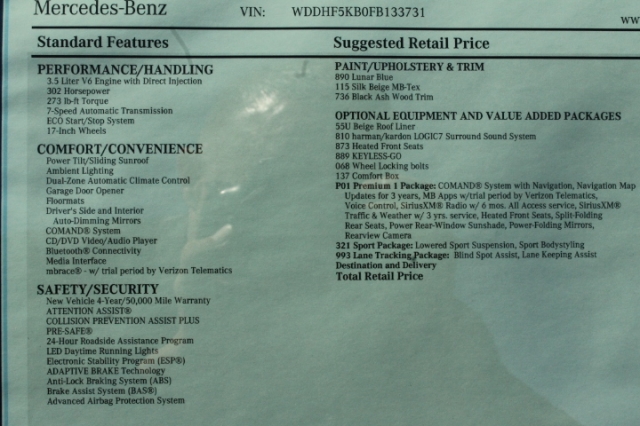 Mercedes-Benz VIN: WDDHF5KB0FB133731
www
Standard Features
PERFORMANCE/HANDLING
3.5 Liter V6 Engine with Direct Injection
302 Horsepower
273 lb-ft Torque
7-Speed Automatic Transmission
ECO Start/Stop System
17-Inch Wheels
COMFORT/CONVENIENCE
Power Tilt/Sliding Sunroof
Ambient Lighting
Dual-Zone Automatic Climate Control
Garage Door Opener
Floormats
Driver's Side and Interior
Auto-Dimming Mirrors
COMAND® System
CD/DVD Video/Audio Player
Bluetooth® Connectivity
Media Interface
mbrace® - w/ trial period by Verizon Telematics
SAFETY/SECURITY
New Vehicle 4-Year/50,000 Mile Warranty
ATTENTION ASSIST®
COLLISION PREVENTION ASSIST PLUS
PRE-SAFE®
24-Hour Roadside Assistance Program
LED Daytime Running Lights
Electronic Stability Program (ESP®)
ADAPTIVE BRAKE Technology
Anti-Lock Braking System (ABS)
Brake Assist System (BAS®)
Advanced Airbag Protection System
Suggested Retail Price
PAINT/UPHOLSTERY & TRIM
890 Lunar Blue
115 Silk Beige MB-Tex
736 Black Ash Wood Trim
OPTIONAL EQUIPMENT AND VALUE ADDED PACKAGES
55U Beige Roof Liner
810 harman/kardon LOGIC7 Surround Sound System
873 Heated Front Seats
889 KEYLESS-GO
068 Wheel Locking bolts
137 Comfort Box
P01 Premium 1 Package: COMAND® System with Navigation, Navigation Map
Updates for 3 years, MB Apps w/trial period by Verizon Telematics,
Voice Control, SiriusXM® Radio w/ 6 mos. All Access service, SiriusXM®
Traffic & Weather w/ 3 yrs. service, Heated Front Seats, Split-Folding
Rear Seats, Power Rear-Window Sunshade, Power-Folding Mirrors,
Rearview Camera
321 Sport Package: Lowered Sport Suspension, Sport Bodystyling
993 Lane Tracking Package: Blind Spot Assist, Lane Keeping Assist
Destination and Delivery
Total Retail Price